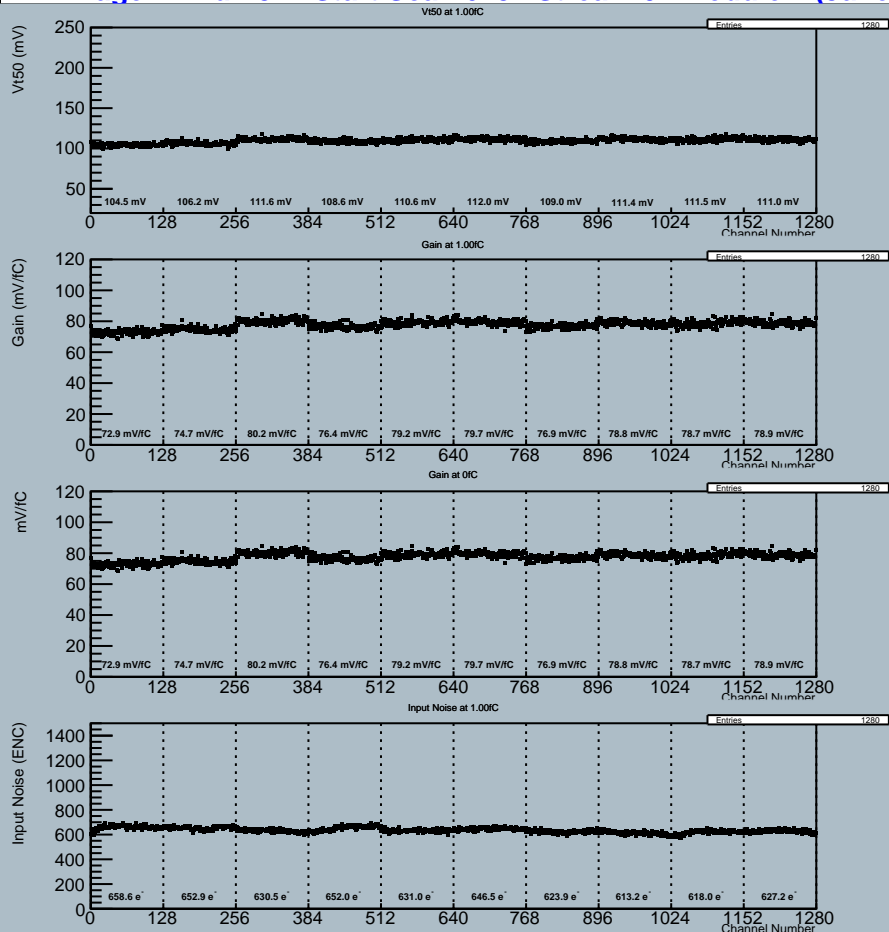 Vt50 at 1.00fC
Entries 1280
Vt50 (mV)
250
200
150
100
50
104.5 mV 106.2 mV 111.6 mV 108.6 mV 110.6 mV 112.0 mV 109.0 mV 111.4 mV 111.5 mV 111.0 mV
0 128 256 384 512 640 768 896 1024 1152 1280
Channel Number
Gain at 1.00fC
Entries 1280
Gain (mV/fC)
120
100
80
60
40
20
0
72.9 mV/fC 74.7 mV/fC 80.2 mV/fC 76.4 mV/fC 79.2 mV/fC 79.7 mV/fC 76.9 mV/fC 78.8 mV/fC 78.7 mV/fC 78.9 mV/fC
0 128 256 384 512 640 768 896 1024 1152 1280
Channel Number
Gain at 0fC
Entries 1280
mV/fC
120
100
80
60
40
20
0
72.9 mV/fC 74.7 mV/fC 80.2 mV/fC 76.4 mV/fC 79.2 mV/fC 79.7 mV/fC 76.9 mV/fC 78.8 mV/fC 78.7 mV/fC 78.9 mV/fC
0 128 256 384 512 640 768 896 1024 1152 1280
Channel Number
Input Noise at 1.00fC
Entries 1280
Input Noise (ENC)
1400
1200
1000
800
600
400
200
0
658.6 e⁻ 652.9 e⁻ 630.5 e⁻ 652.0 e⁻ 631.0 e⁻ 646.5 e⁻ 623.9 e⁻ 613.2 e⁻ 618.0 e⁻ 627.2 e⁻
0 128 256 384 512 640 768 896 1024 1152 1280
Channel Number